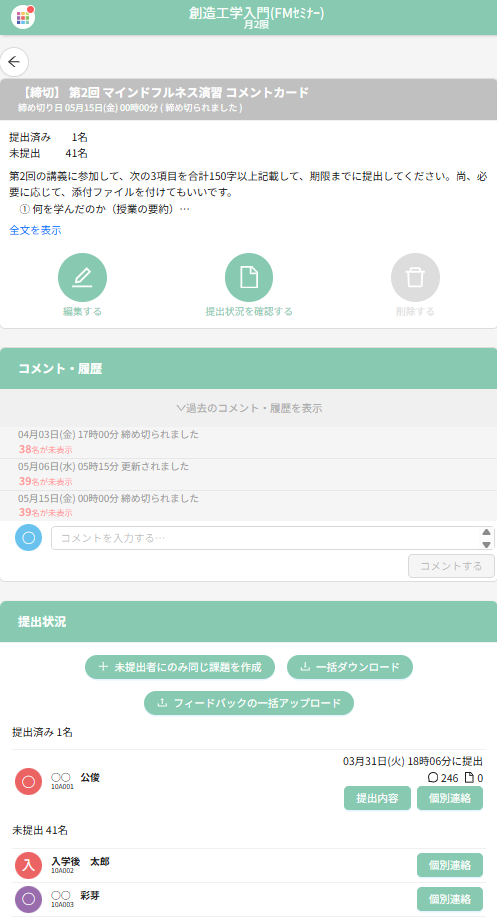 創造工学入門(FMｾﾐﾅｰ)
月2限
【締切】 第2回 マインドフルネス演習 コメントカード
締め切り日 05月15日(金) 00時00分 ( 締め切られました )
提出済み 1名
未提出 41名
第2回の講義に参加して、次の3項目を合計150字以上記載して、期限までに提出してください。尚、必
要に応じて、添付ファイルを付けてもいいです。
① 何を学んだのか（授業の要約）…
全文を表示
編集する 提出状況を確認する 削除する
コメント・履歴
過去のコメント・履歴を表示
04月03日(金) 17時00分 締め切られました
38名が未表示
05月06日(水) 05時15分 更新されました
39名が未表示
05月15日(金) 00時00分 締め切られました
39名が未表示
〇 コメントを入力する…
コメントする
提出状況
未提出者にのみ同じ課題を作成 一括ダウンロード
フィードバックの一括アップロード
提出済み 1名
03月31日(火) 18時06分に提出
〇 〇〇 公俊 246 0
10A001
提出内容 個別連絡
未提出 41名
入 入学後 太郎 個別連絡
10A002
〇 〇〇 彩芽 個別連絡
10A003